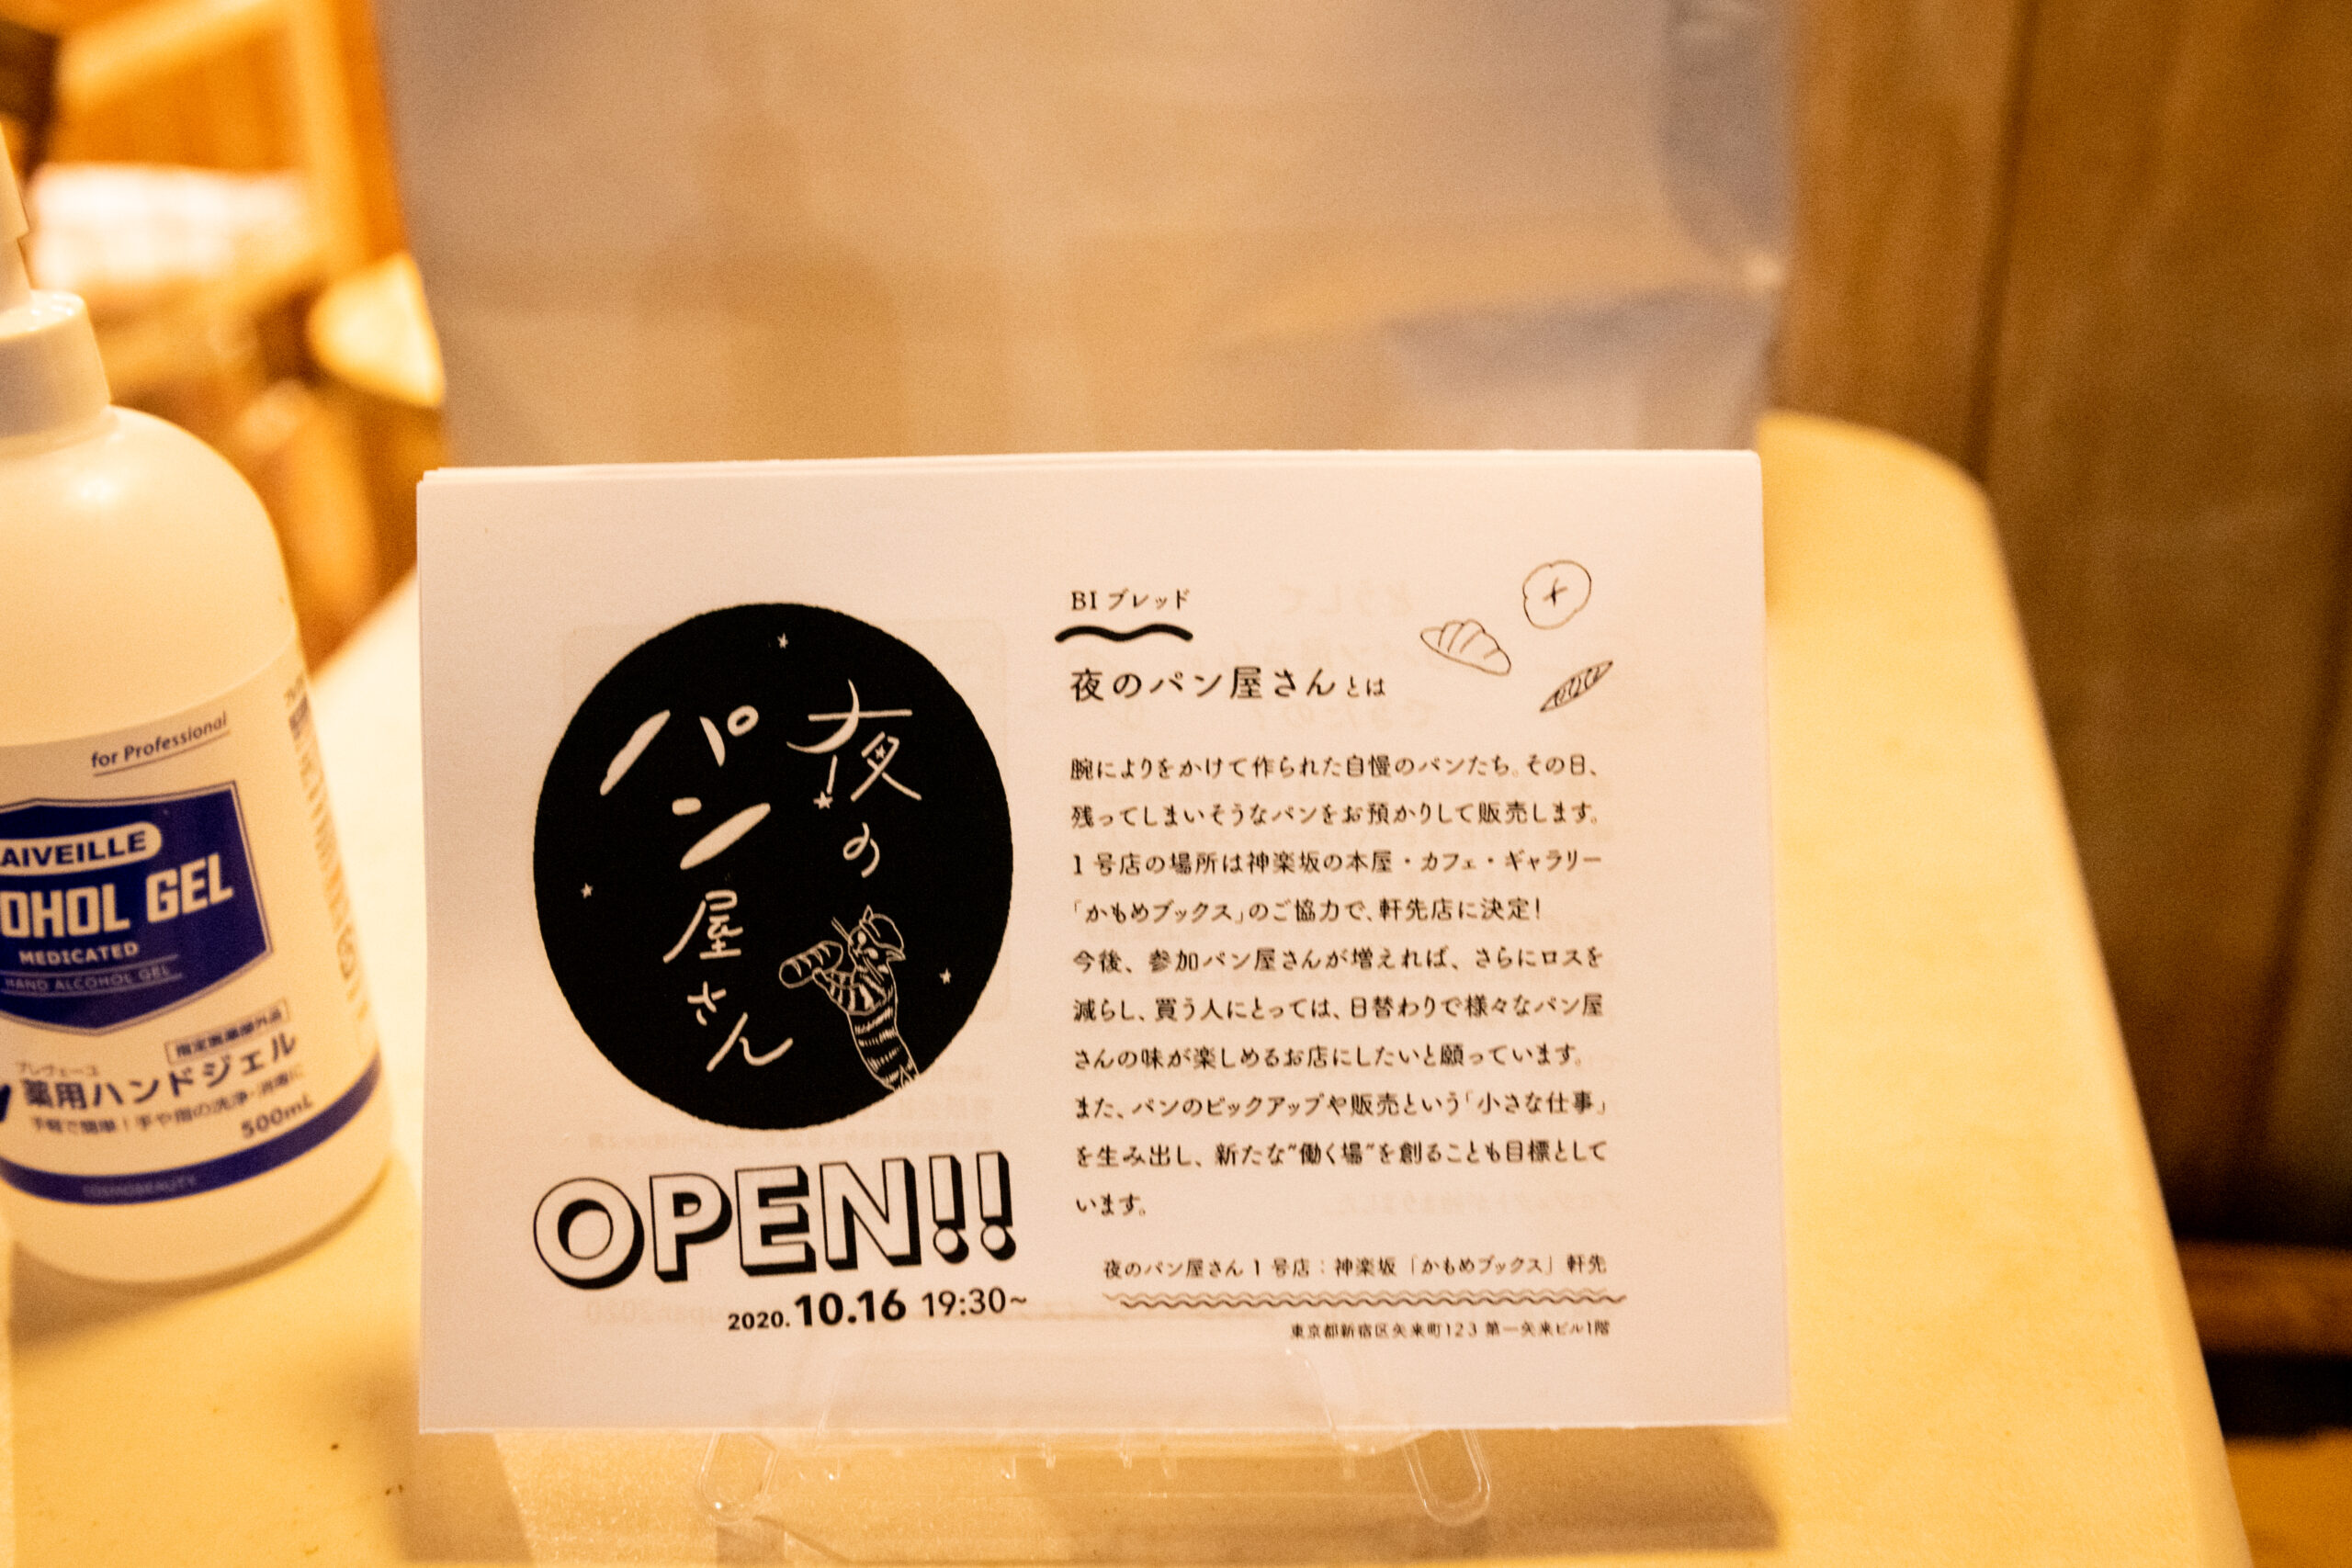 for Professional
AIVEILLE
OHOL GEL
MEDICATED
HAND ALCOHOL GEL
指定医薬部外品
薬用ハンドジェル
手軽で簡単！手や指の洗浄・消毒に
500mL
COSMOBEAUTY
夜の
パン
屋
さん
OPEN!!
2020.10.16 19:30~
BIブレッド
夜のパン屋さんとは
腕によりをかけて作られた自慢のパンたち。その日、
残ってしまいそうなパンをお預かりして販売します。
1号店の場所は神楽坂の本屋・カフェ・ギャラリー
「かもめブックス」のご協力で、軒先店に決定！
今後、参加パン屋さんが増えれば、さらにロスを
減らし、買う人にとっては、日替わりで様々なパン屋
さんの味が楽しめるお店にしたいと願っています。
また、パンのピックアップや販売という「小さな仕事」
を生み出し、新たな"働く場"を創ることも目標として
います。
夜のパン屋さん1号店：神楽坂「かもめブックス」軒先
東京都新宿区矢来町123 第一矢来ビル1階